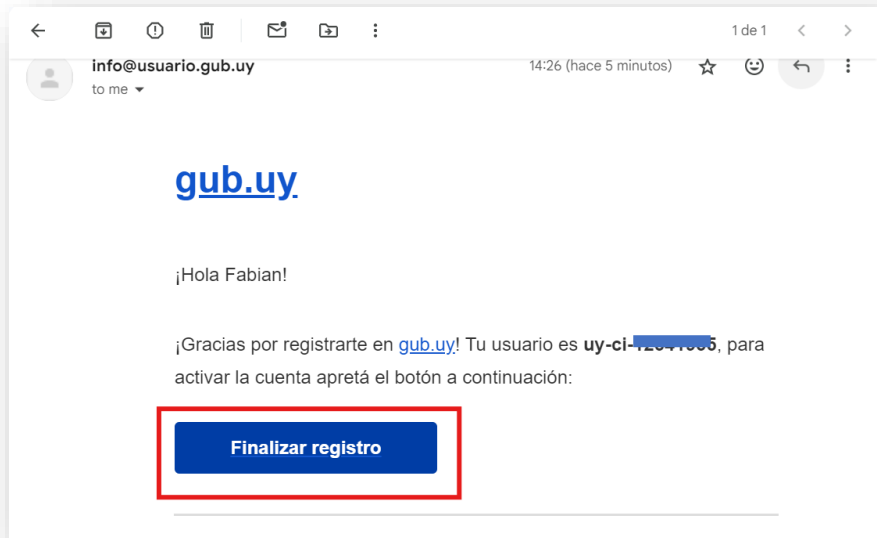 1 de 1
info@usuario.gub.uy
14:26 (hace 5 minutos)
to me
gub.uy
¡Hola Fabian!
¡Gracias por registrarte en gub.uy! Tu usuario es uy-ci-, para
activar la cuenta apretá el botón a continuación:
Finalizar registro